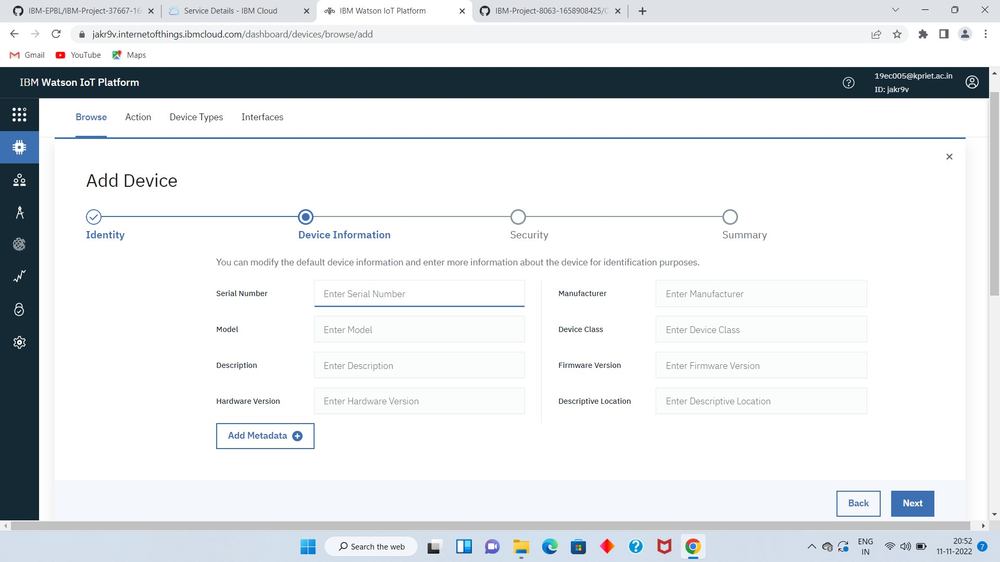 IBM-EPBL/IBM-Project-37667-16
Service Details - IBM Cloud
IBM Watson IoT Platform
IBM-Project-8063-1658908425/C
jakr9v.internetofthings.ibmcloud.com/dashboard/devices/browse/add
Gmail
YouTube
Maps
IBM Watson IoT Platform
19ec005@kpriet.ac.in
ID: jakr9v
Browse
Action
Device Types
Interfaces
Add Device
Identity
Device Information
Security
Summary
You can modify the default device information and enter more information about the device for identification purposes.
Serial Number
Enter Serial Number
Manufacturer
Enter Manufacturer
Model
Enter Model
Device Class
Enter Device Class
Description
Enter Description
Firmware Version
Enter Firmware Version
Hardware Version
Enter Hardware Version
Descriptive Location
Enter Descriptive Location
Add Metadata
Back
Next
Search the web
ENG
IN
20:52
11-11-2022
7